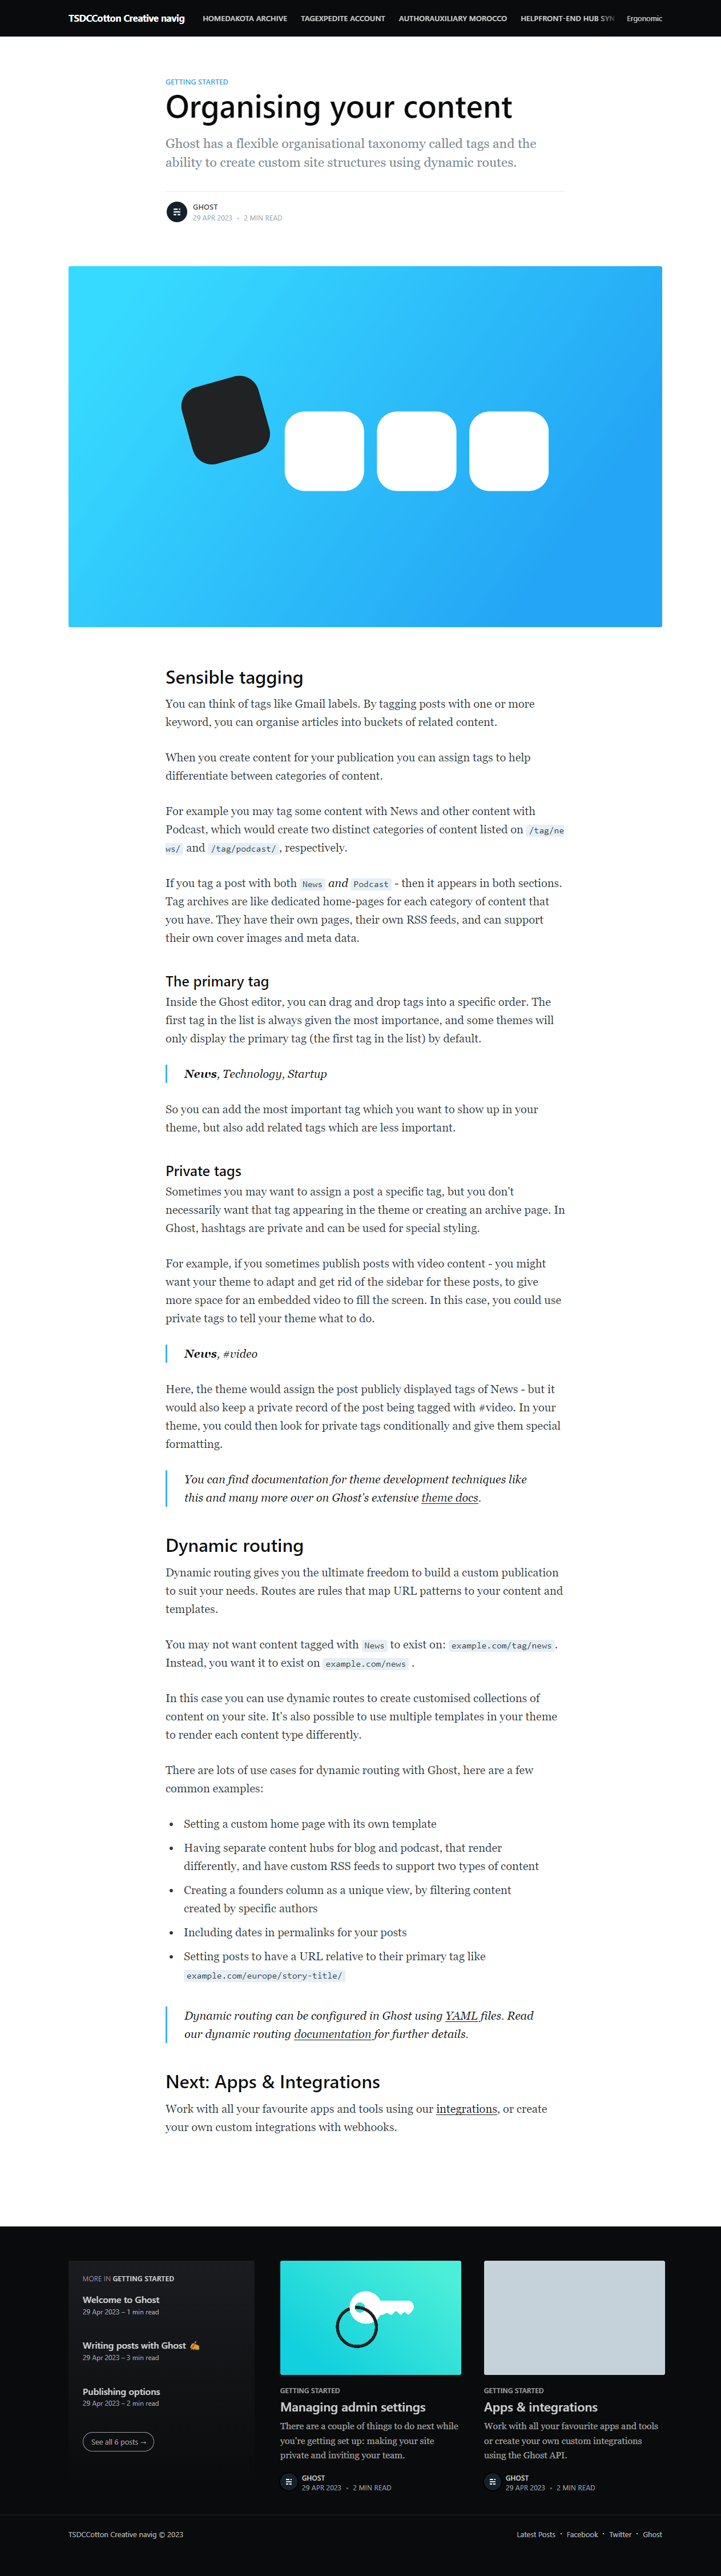 TSDCCotton Creative navig
HOMEDAKOTA ARCHIVE
TAGEXPEDITE ACCOUNT
AUTHORAUXILIARY MOROCCO
HELPFRONT-END HUB SYN
Ergonomic
GETTING STARTED
Organising your content
Ghost has a flexible organisational taxonomy called tags and the
ability to create custom site structures using dynamic routes.
GHOST
29 APR 2023 • 2 MIN READ
Sensible tagging
You can think of tags like Gmail labels. By tagging posts with one or more
keyword, you can organise articles into buckets of related content.
When you create content for your publication you can assign tags to help
differentiate between categories of content.
For example you may tag some content with News and other content with
Podcast, which would create two distinct categories of content listed on /tag/ne
ws/ and /tag/podcast/, respectively.
If you tag a post with both News and Podcast - then it appears in both sections.
Tag archives are like dedicated home-pages for each category of content that
you have. They have their own pages, their own RSS feeds, and can support
their own cover images and meta data.
The primary tag
Inside the Ghost editor, you can drag and drop tags into a specific order. The
first tag in the list is always given the most importance, and some themes will
only display the primary tag (the first tag in the list) by default.
News, Technology, Startup
So you can add the most important tag which you want to show up in your
theme, but also add related tags which are less important.
Private tags
Sometimes you may want to assign a post a specific tag, but you don't
necessarily want that tag appearing in the theme or creating an archive page. In
Ghost, hashtags are private and can be used for special styling.
For example, if you sometimes publish posts with video content - you might
want your theme to adapt and get rid of the sidebar for these posts, to give
more space for an embedded video to fill the screen. In this case, you could use
private tags to tell your theme what to do.
News, #video
Here, the theme would assign the post publicly displayed tags of News - but it
would also keep a private record of the post being tagged with #video. In your
theme, you could then look for private tags conditionally and give them special
formatting.
You can find documentation for theme development techniques like
this and many more over on Ghost's extensive theme docs.
Dynamic routing
Dynamic routing gives you the ultimate freedom to build a custom publication
to suit your needs. Routes are rules that map URL patterns to your content and
templates.
You may not want content tagged with News to exist on: example.com/tag/news.
Instead, you want it to exist on example.com/news .
In this case you can use dynamic routes to create customised collections of
content on your site. It's also possible to use multiple templates in your theme
to render each content type differently.
There are lots of use cases for dynamic routing with Ghost, here are a few
common examples:
• Setting a custom home page with its own template
• Having separate content hubs for blog and podcast, that render
differently, and have custom RSS feeds to support two types of content
• Creating a founders column as a unique view, by filtering content
created by specific authors
• Including dates in permalinks for your posts
• Setting posts to have a URL relative to their primary tag like
example.com/europe/story-title/
Dynamic routing can be configured in Ghost using YAML files. Read
our dynamic routing documentation for further details.
Next: Apps & Integrations
Work with all your favourite apps and tools using our integrations, or create
your own custom integrations with webhooks.
MORE IN GETTING STARTED
Welcome to Ghost
29 Apr 2023 – 1 min read
Writing posts with Ghost ✍️
29 Apr 2023 – 3 min read
Publishing options
29 Apr 2023 – 2 min read
See all 6 posts →
GETTING STARTED
Managing admin settings
There are a couple of things to do next while
you're getting set up: making your site
private and inviting your team.
GHOST
29 APR 2023 • 2 MIN READ
GETTING STARTED
Apps & integrations
Work with all your favourite apps and tools
or create your own custom integrations
using the Ghost API.
GHOST
29 APR 2023 • 2 MIN READ
TSDCCotton Creative navig © 2023
Latest Posts • Facebook • Twitter • Ghost